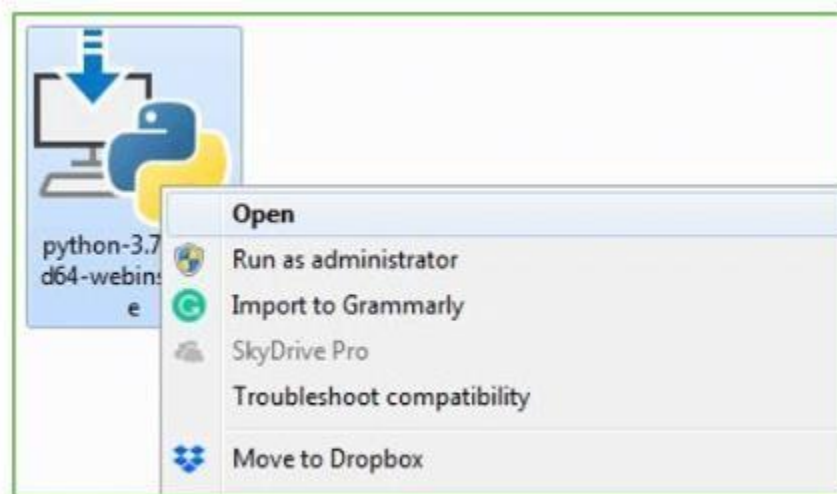 python-3.7
d64-webins
e
Open
Run as administrator
Import to Grammarly
SkyDrive Pro
Troubleshoot compatibility
Move to Dropbox